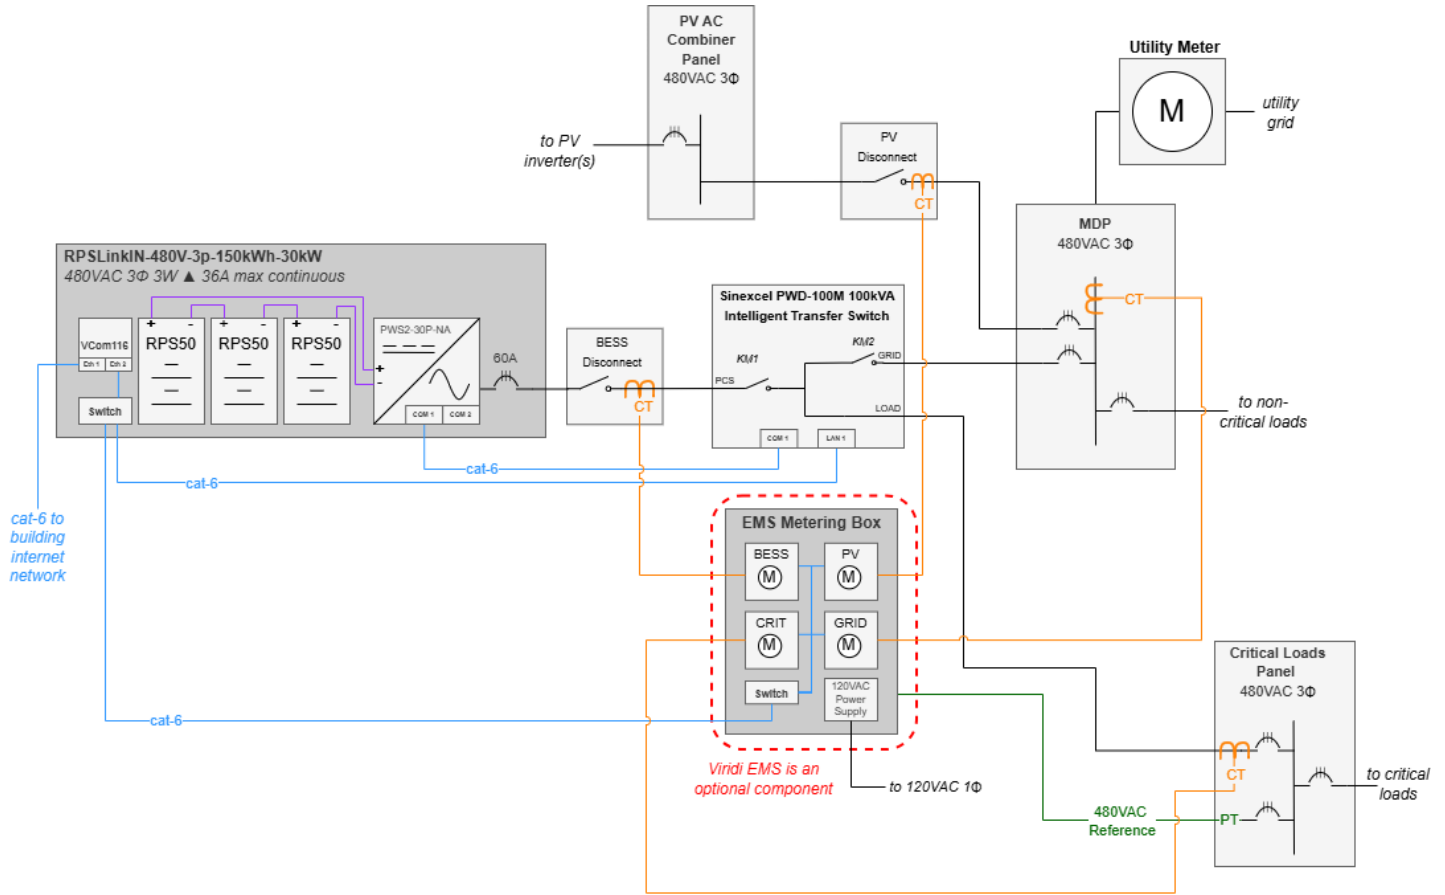 PV AC
Combiner
Panel
480VAC 3Φ
to PV
inverter(s)
PV
Disconnect
CT
Utility Meter
M
utility
grid
MDP
480VAC 3Φ
CT
to non-
critical loads
RPSLinkIN-480V-3p-150kWh-30kW
480VAC 3Φ 3W ▲ 36A max continuous
VCom116
Eth 1
Eth 2
Switch
+ -
RPS50
+ -
RPS50
+ -
RPS50
PWS2-30P-NA
+
-
COM 1
COM 2
60A
BESS
Disconnect
CT
Sinexcel PWD-100M 100kVA
Intelligent Transfer Switch
KM1
KM2
GRID
PCS
LOAD
COM 1
LAN 1
cat-6
cat-6
cat-6 to
building
internet
network
EMS Metering Box
BESS
M
PV
M
CRIT
M
GRID
M
Switch
120VAC
Power
Supply
cat-6
Viridi EMS is an
optional component
to 120VAC 1Φ
480VAC
Reference
Critical Loads
Panel
480VAC 3Φ
CT
PT
to critical
loads